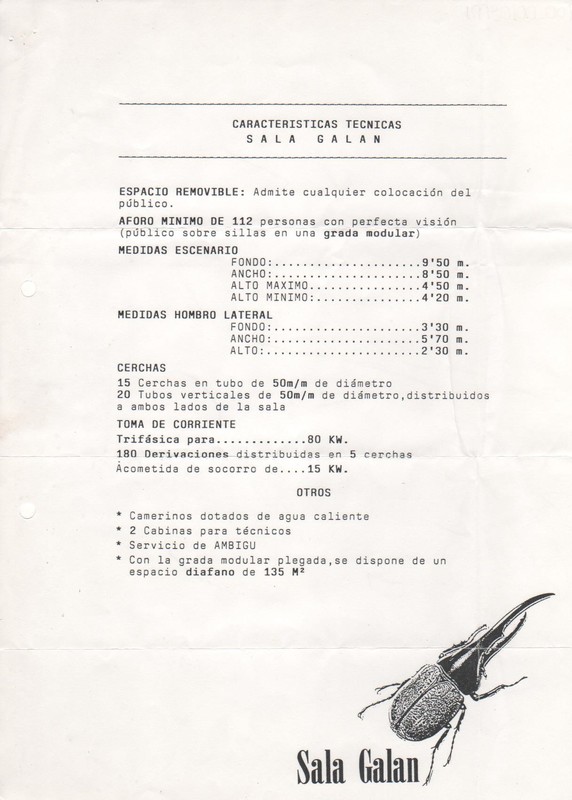 CARACTERISTICAS TECNICAS
S A L A G A L A N
ESPACIO REMOVIBLE: Admite cualquier colocación del
público.
AFORO MINIMO DE 112 personas con perfecta visión
(público sobre sillas en una grada modular)
MEDIDAS ESCENARIO
FONDO:.....................9'50 m.
ANCHO:.....................8'50 m.
ALTO MAXIMO................4'50 m.
ALTO MINIMO:...............4'20 m.
MEDIDAS HOMBRO LATERAL
FONDO:.....................3'30 m.
ANCHO:.....................5'70 m.
ALTO:......................2'30 m.
CERCHAS
15 Cerchas en tubo de 50m/m de diámetro
20 Tubos verticales de 50m/m de diámetro,distribuidos
a ambos lados de la sala
TOMA DE CORRIENTE
Trifásica para.............80 KW.
180 Derivaciones distribuidas en 5 cerchas
Acometida de socorro de....15 KW.
OTROS
* Camerinos dotados de agua caliente
* 2 Cabinas para técnicos
* Servicio de AMBIGU
* Con la grada modular plegada,se dispone de un
espacio diafano de 135 M²
Sala Galan